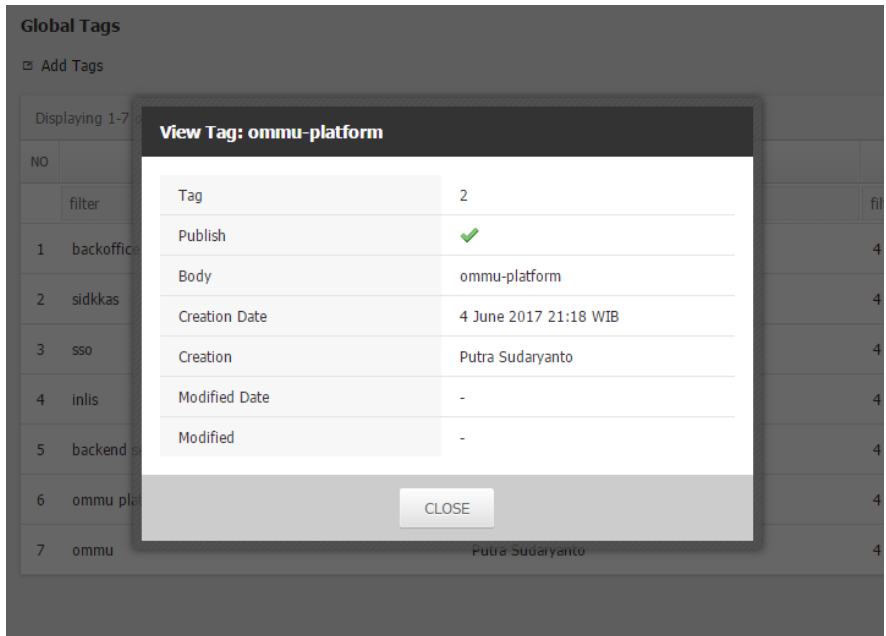 Global Tags
Add Tags
Displaying 1-7
View Tag: ommu-platform
NO
filter
Tag 2
Publish
Body ommu-platform
Creation Date 4 June 2017 21:18 WIB
Creation Putra Sudaryanto
Modified Date -
Modified -
1 backoffice 4
2 sidkkas 4
3 sso 4
4 inlis 4
5 backend 4
6 ommu 4
CLOSE
7 ommu Putra Sudaryanto 4